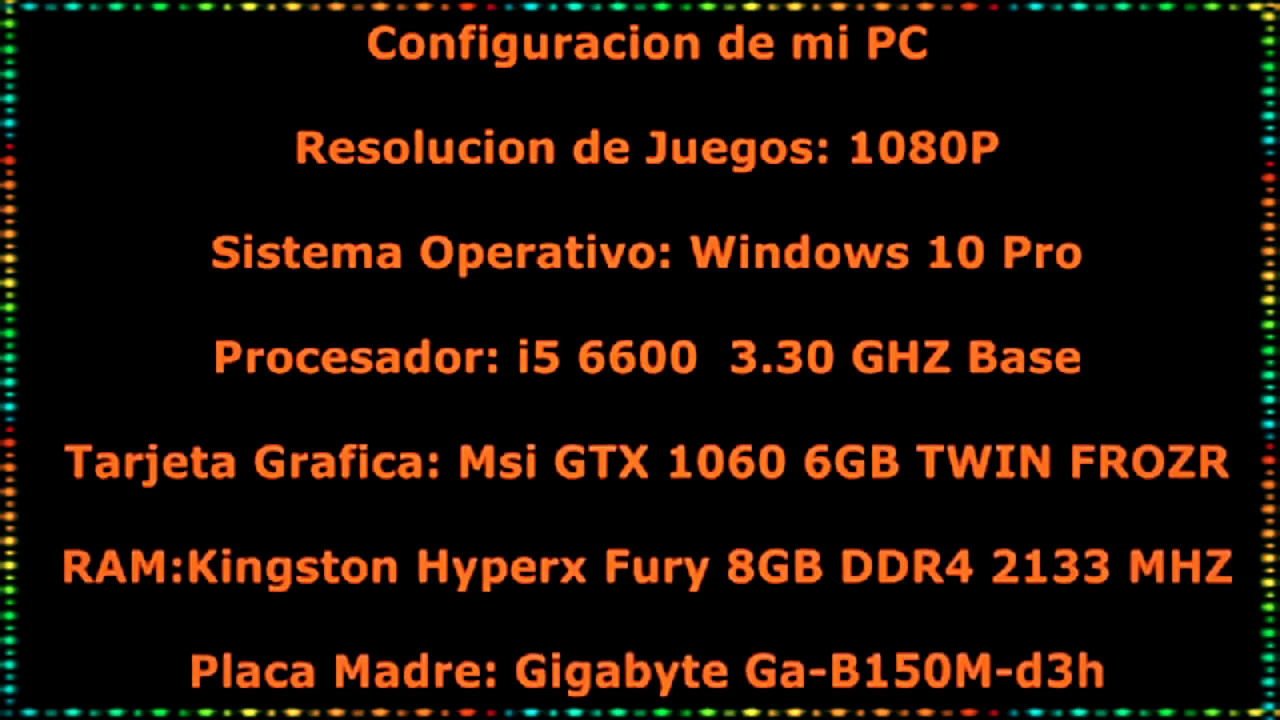 Configuracion de mi PC
Resolucion de Juegos: 1080P
Sistema Operativo: Windows 10 Pro
Procesador: i5 6600  3.30 GHZ Base
Tarjeta Grafica: Msi GTX 1060 6GB TWIN FROZR
RAM:Kingston Hyperx Fury 8GB DDR4 2133 MHZ
Placa Madre: Gigabyte Ga-B150M-d3h